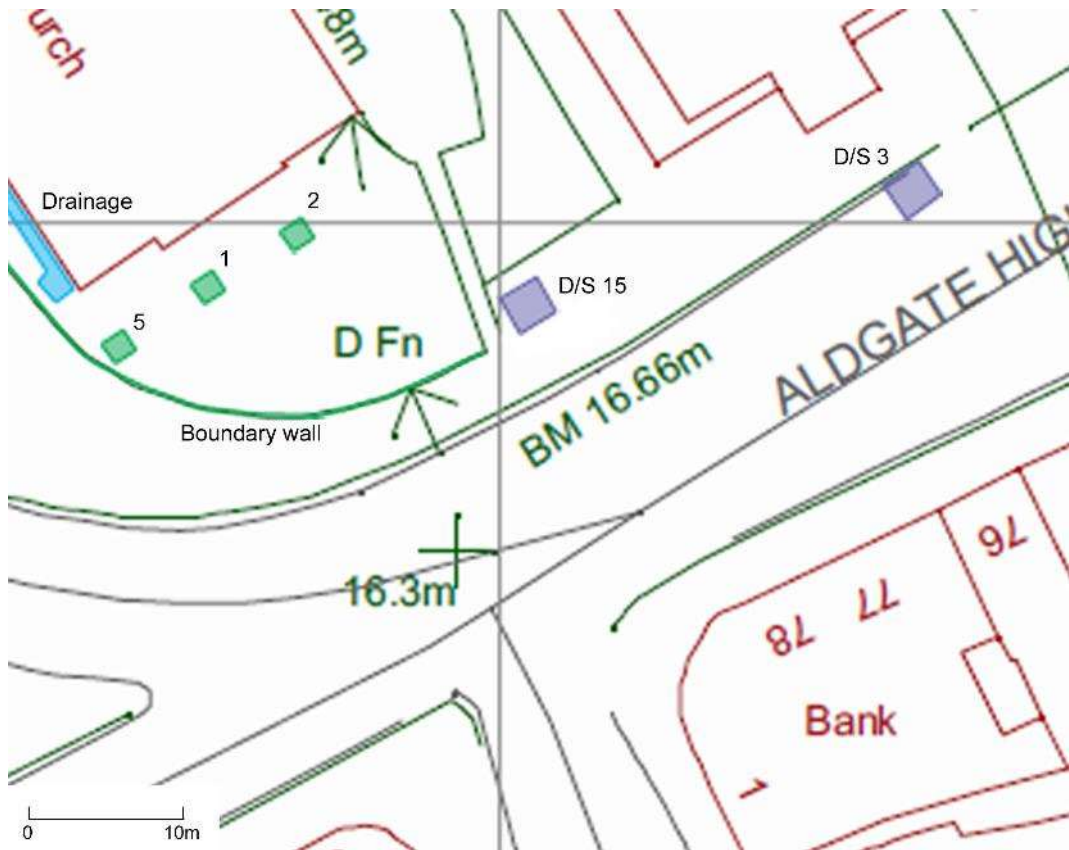 urch
.8m
D/S 3
Drainage
2
1
D/S 15
5
D Fn
ALDGATE HIG
BM 16.66m
Boundary wall
76
16.3m
77
78
Bank
1
0
10m